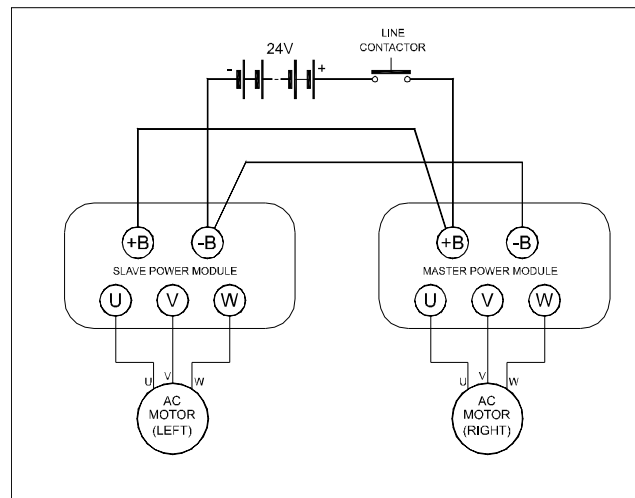 LINE
CONTACTOR
24V
- +
+B -B
SLAVE POWER MODULE
U V W
U V W
AC
MOTOR
(LEFT)
+B -B
MASTER POWER MODULE
U V W
U V W
AC
MOTOR
(RIGHT)